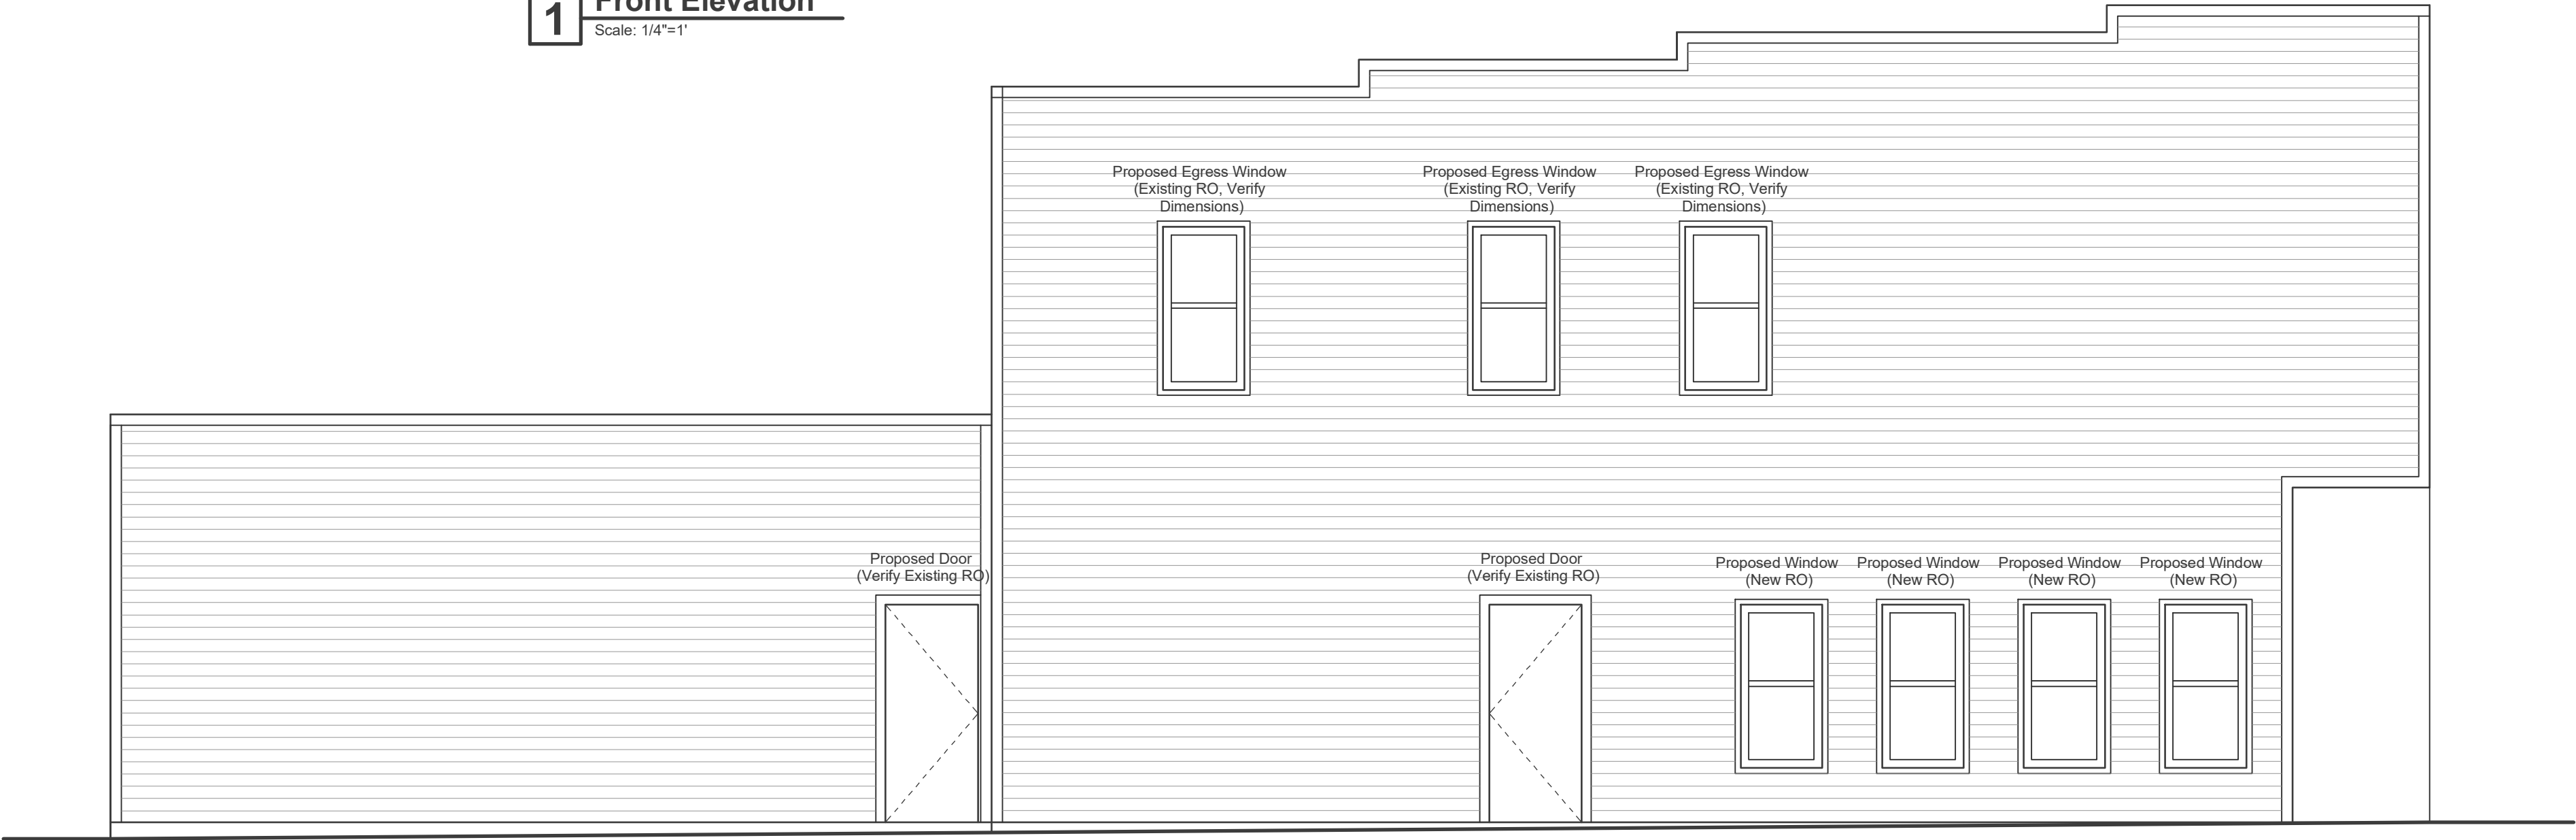 1
Front Elevation
Scale: 1/4"=1'
Proposed Egress Window
(Existing RO, Verify
Dimensions)
Proposed Egress Window
(Existing RO, Verify
Dimensions)
Proposed Egress Window
(Existing RO, Verify
Dimensions)
Proposed Door
(Verify Existing RO)
Proposed Door
(Verify Existing RO)
Proposed Window
(New RO)
Proposed Window
(New RO)
Proposed Window
(New RO)
Proposed Window
(New RO)